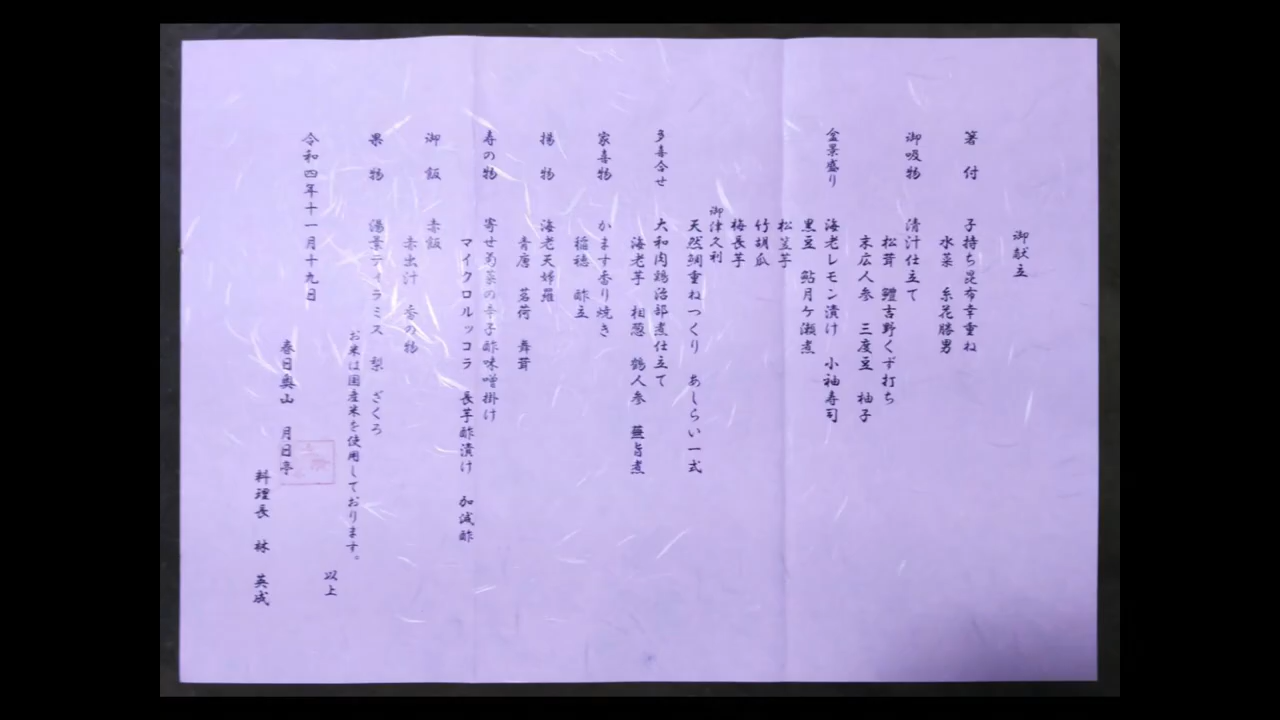 御献立
箸付　子持ち昆布幸重ね
水菜　糸花勝男
御吸物　清汁仕立て
松茸　鱧吉野くず打ち
末広人参　三度豆　柚子
盆景盛り　海老レモン漬け　小袖寿司
黒豆　鮎月ケ瀬煮
松笠芋
竹胡瓜
梅長芋
御津久利
天然鯛重ねつくり　あしらい一式
多喜合せ　大和肉鶏治部煮仕立て
海老芋　相葱　鶴人参　蕪旨煮
家喜物　かます香り焼き
稲穂　酢立
揚物　海老天婦羅
青唐　茗荷　舞茸
寿の物　寄せ菊菜の辛子酢味噌掛け
マイクロルッコラ　長芋酢漬け　加減酢
御飯　赤飯
赤出汁　香の物
果物　湯葉ティラミス　梨　ざくろ
お米は国産米を使用しております。
以上
令和四年十一月十九日
春日奥山　月日亭
料理長　林　英成